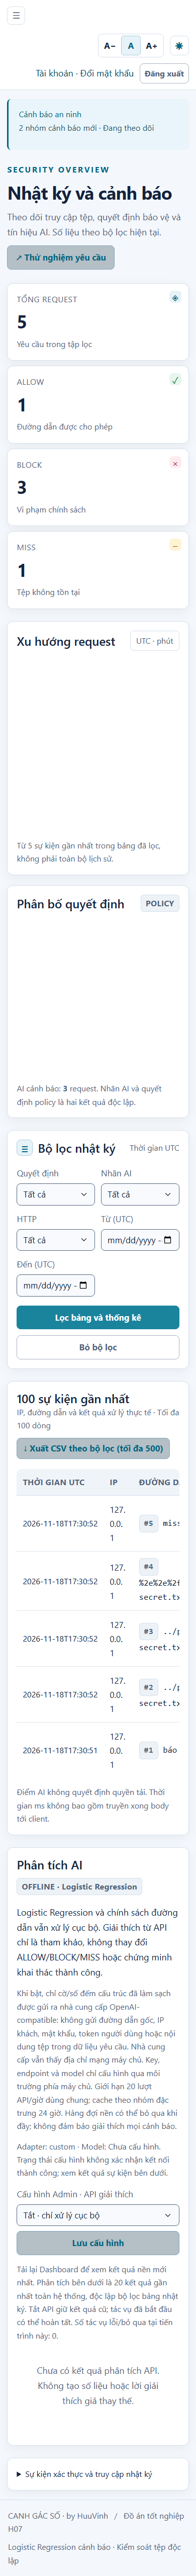 ☰
A− A A+
Tài khoản · Đổi mật khẩu Đăng xuất
Cảnh báo an ninh
2 nhóm cảnh báo mới · Đang theo dõi
SECURITY OVERVIEW
Nhật ký và cảnh báo
Theo dõi truy cập tệp, quyết định bảo vệ và
tín hiệu AI. Số liệu theo bộ lọc hiện tại.
↗ Thử nghiệm yêu cầu
TỔNG REQUEST
5
Yêu cầu trong tập lọc
ALLOW
✓
1
Đường dẫn được cho phép
BLOCK
×
3
Vi phạm chính sách
MISS
–
1
Tệp không tồn tại
Xu hướng request UTC · phút
Từ 5 sự kiện gần nhất trong bảng đã lọc,
không phải toàn bộ lịch sử.
Phân bố quyết định POLICY
AI cảnh báo: 3 request. Nhãn AI và quyết
định policy là hai kết quả độc lập.
☰ Bộ lọc nhật ký Thời gian UTC
Quyết định Nhãn AI
Tất cả Tất cả
HTTP Từ (UTC)
Tất cả mm/dd/yyyy
Đến (UTC)
mm/dd/yyyy
Lọc bảng và thống kê
Bỏ bộ lọc
100 sự kiện gần nhất
IP, đường dẫn và kết quả xử lý thực tế · Tối đa
100 dòng
↓ Xuất CSV theo bộ lọc (tối đa 500)
THỜI GIAN UTC IP ĐƯỜNG D
2026-11-18T17:30:52 127.0.0.1 #5 miss
2026-11-18T17:30:52 127.0.0.1 #4 %2e%2e%2f secret.tx
2026-11-18T17:30:52 127.0.0.1 #3 ../p secret.tx
2026-11-18T17:30:52 127.0.0.1 #2 ../p secret.tx
2026-11-18T17:30:51 127.0.0.1 #1 báo
Điểm AI không quyết định quyền tải. Thời
gian ms không bao gồm truyền xong body
tới client.
Phân tích AI
OFFLINE · Logistic Regression
Logistic Regression và chính sách đường
dẫn vẫn xử lý cục bộ. Giải thích từ API
chỉ là tham khảo, không thay đổi
ALLOW/BLOCK/MISS hoặc chứng minh
khai thác thành công.
Khi bật, chỉ cờ/số đếm cấu trúc đã làm sạch
được gửi ra nhà cung cấp OpenAI-
compatible: không gửi đường dẫn gốc, IP
khách, mật khẩu, token người dùng hoặc nội
dung tệp trong dữ liệu yêu cầu. Nhà cung
cấp vẫn thấy địa chỉ mạng máy chủ. Key,
endpoint và model chỉ cấu hình qua môi
trường phía máy chủ. Giới hạn 20 lượt
API/giờ dùng chung; cache theo nhóm đặc
trưng 24 giờ. Hàng đợi nền có thể bỏ qua khi
đầy; không đảm bảo giải thích mọi cảnh báo.
Adapter: custom · Model: Chưa cấu hình.
Trạng thái cấu hình không xác nhận kết nối
thành công; xem kết quả sự kiện bên dưới.
Cấu hình Admin · API giải thích
Tắt · chỉ xử lý cục bộ
Lưu cấu hình
Tải lại Dashboard để xem kết quả nền mới
nhất. Phân tích bên dưới là 20 kết quả gần
nhất toàn hệ thống, độc lập bộ lọc bảng nhật
ký. Tắt API giữ kết quả cũ; tác vụ đã bắt đầu
có thể hoàn tất. Số tác vụ lỗi/bỏ qua tại tiến
trình này: 0.
Chưa có kết quả phân tích API.
Không tạo số liệu hoặc lời giải
thích giả thay thế.
▶ Sự kiện xác thực và truy cập nhật ký
CANH GÁC SỐ · by HuuVinh / Đồ án tốt nghiệp
H07
Logistic Regression cảnh báo · Kiểm soát tệp độc
lập